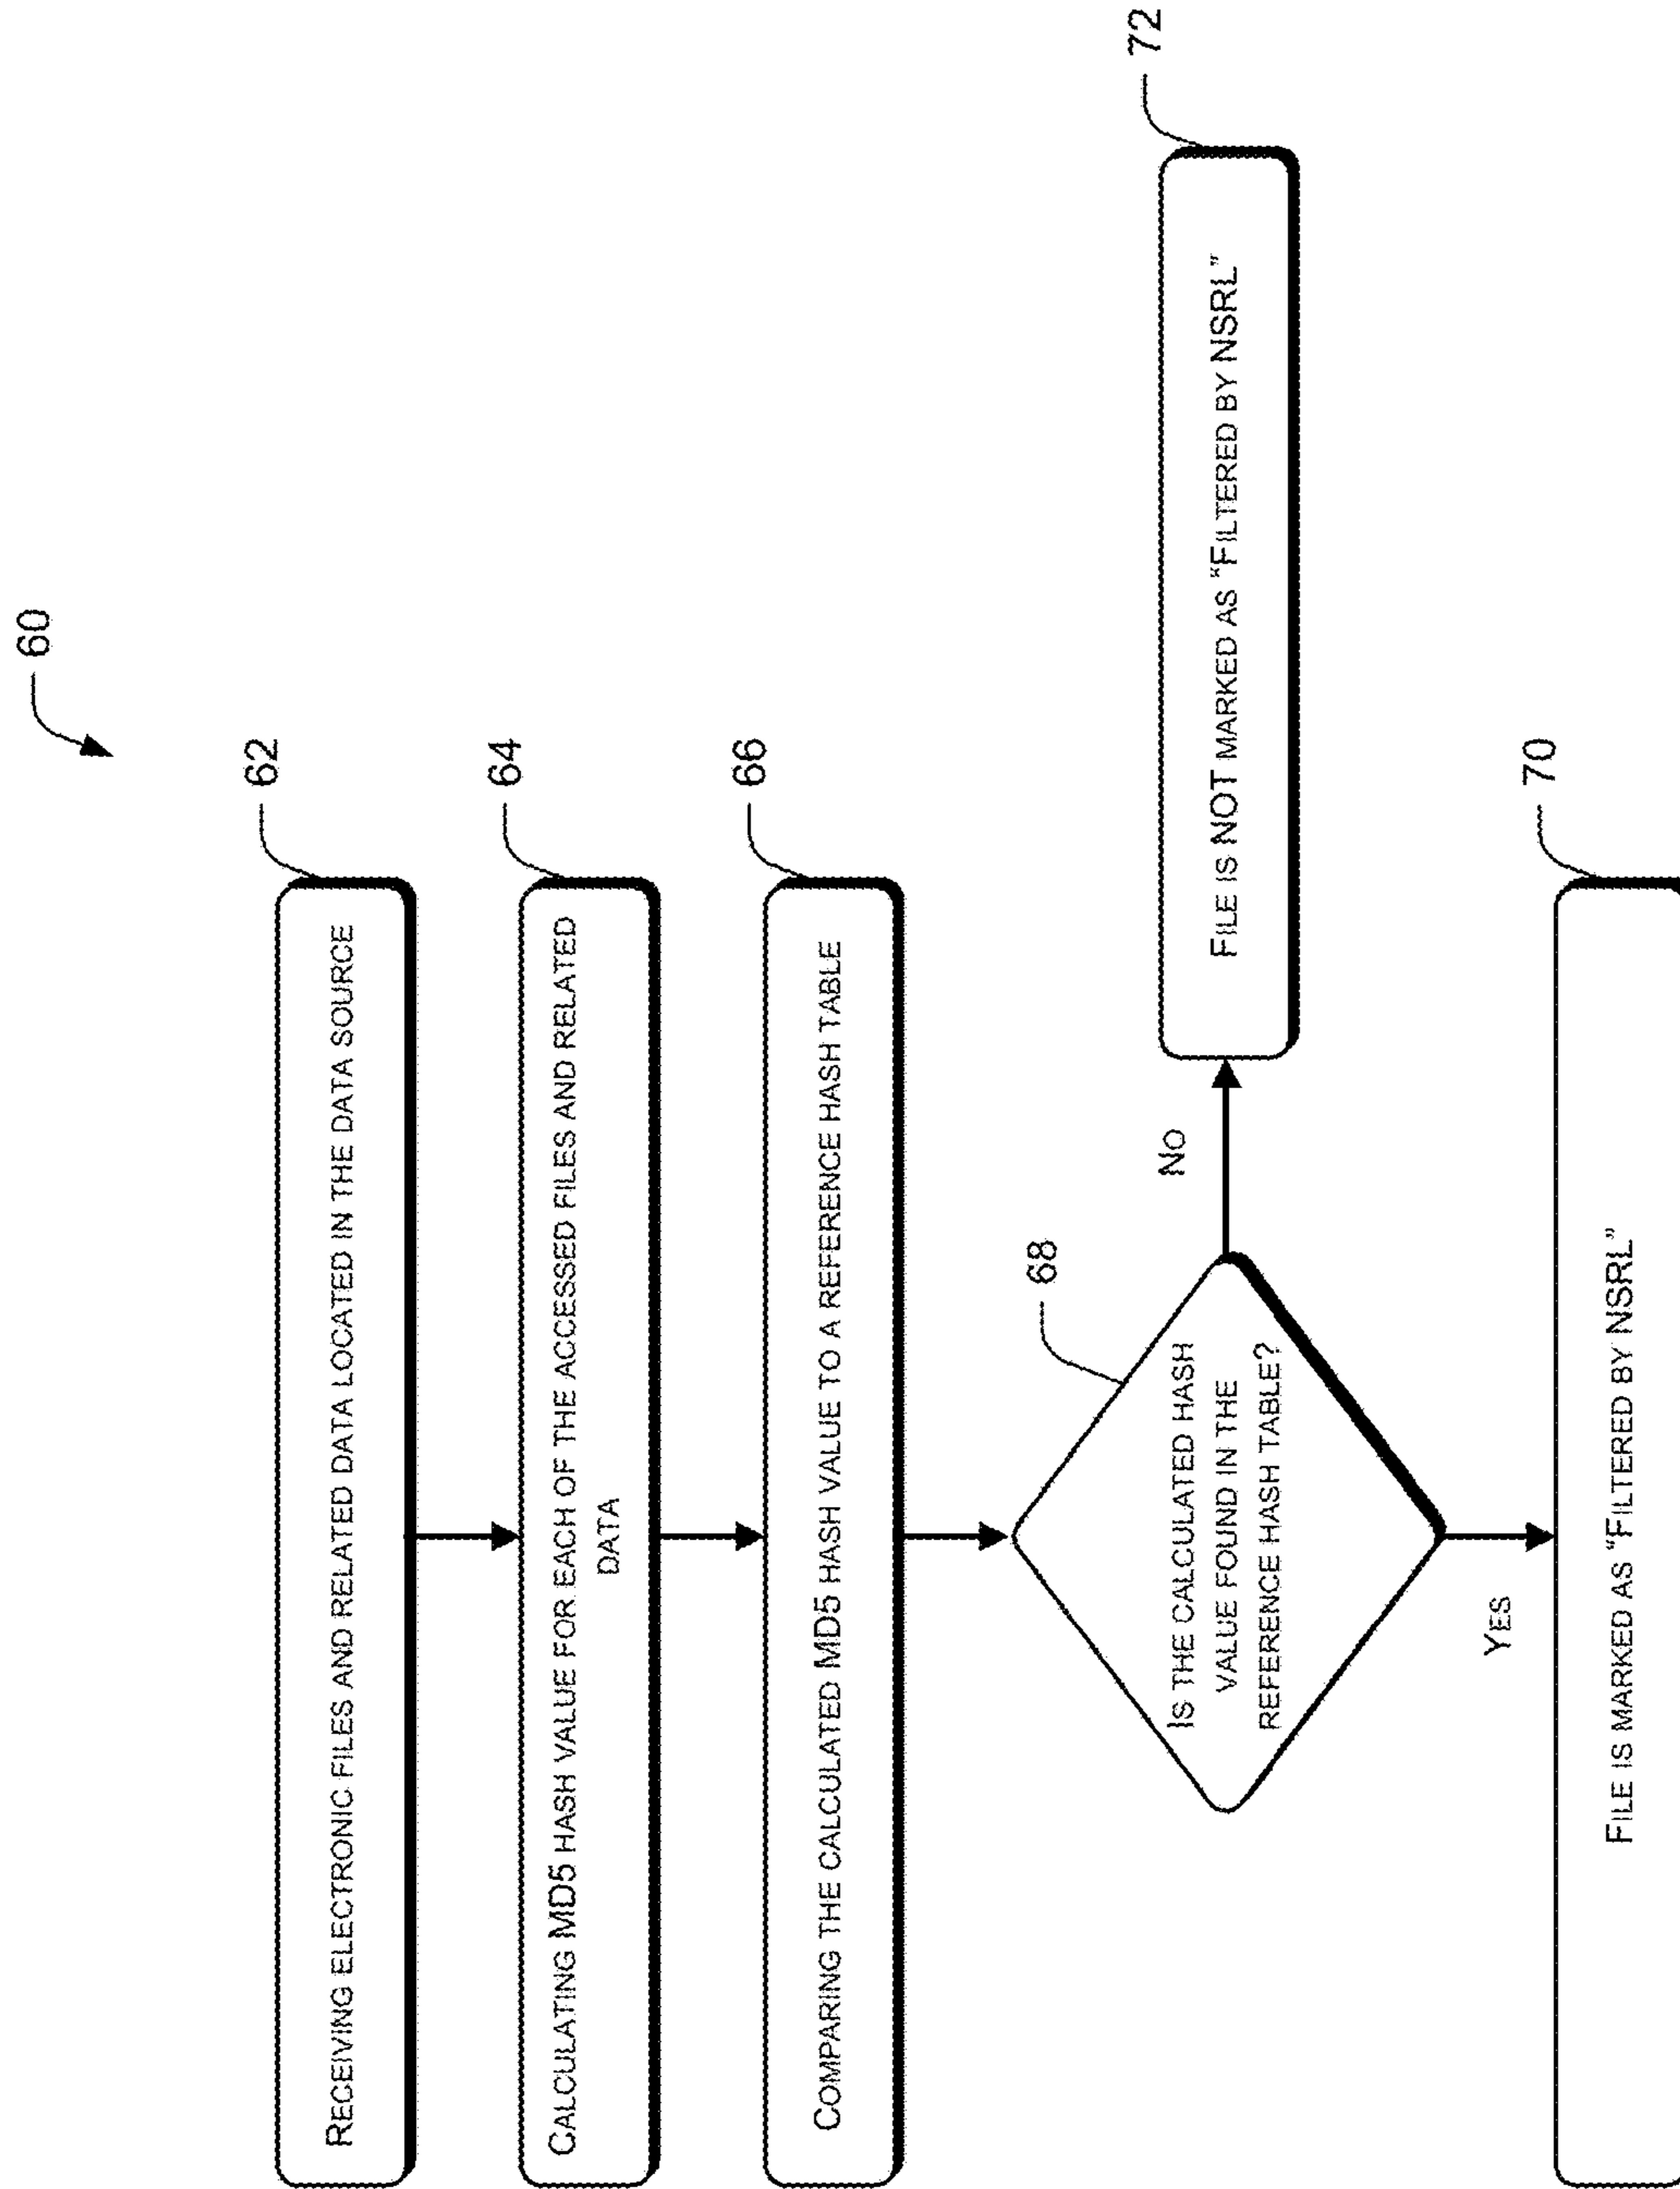 60
RECEIVING ELECTRONIC FILES AND RELATED DATA LOCATED IN THE DATA SOURCE
62
CALCULATING MD5 HASH VALUE FOR EACH OF THE ACCESSED FILES AND RELATED
DATA
64
COMPARING THE CALCULATED MD5 HASH VALUE TO A REFERENCE HASH TABLE
66
IS THE CALCULATED HASH
VALUE FOUND IN THE
REFERENCE HASH TABLE?
68
NO
FILE IS NOT MARKED AS "FILTERED BY NSRL"
72
YES
FILE IS MARKED AS "FILTERED BY NSRL"
70